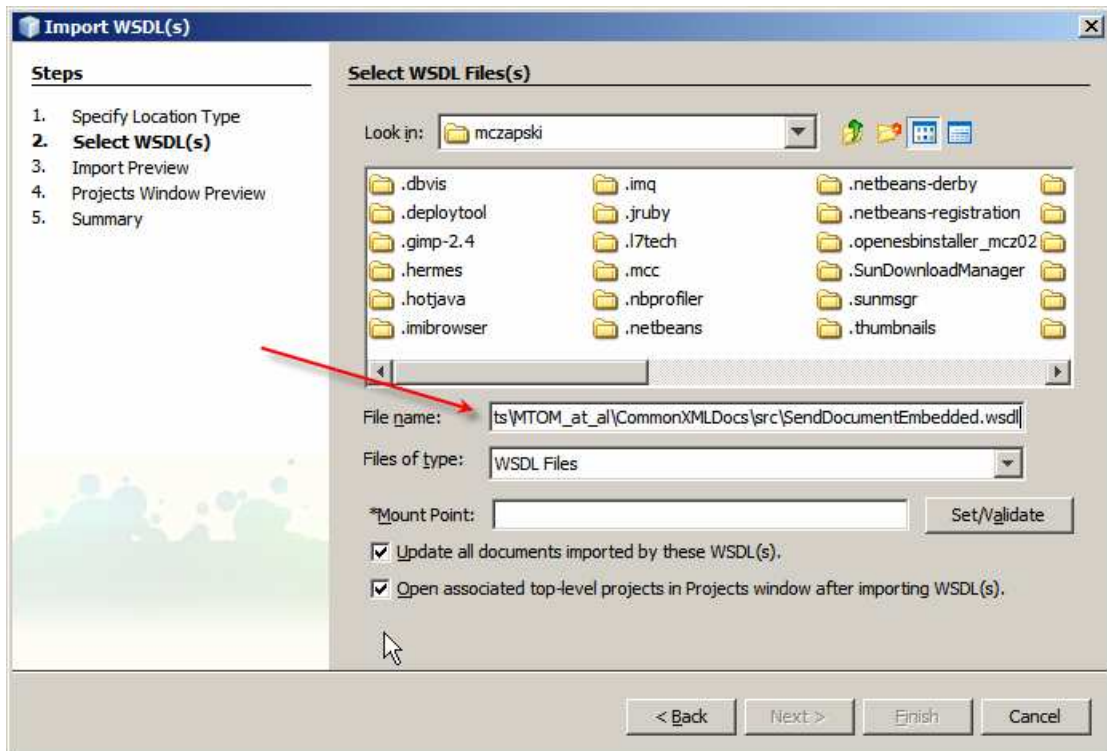 Import WSDL(s)
Steps
1. Specify Location Type
2. Select WSDL(s)
3. Import Preview
4. Projects Window Preview
5. Summary
Select WSDL Files(s)
Look in: mczapski
.dbvis .imq .netbeans-derby
.deploytool .jruby .netbeans-registration
.gimp-2.4 .l7tech .openesbinstaller_mcz02
.hermes .mcc .SunDownloadManager
.hotjava .nbprofiler .sunmsgr
.imibrowser .netbeans .thumbnails
File name: ts\MTOM_at_al\CommonXMLDocs\src\SendDocumentEmbedded.wsdl
Files of type: WSDL Files
*Mount Point: Set/Validate
Update all documents imported by these WSDL(s).
Open associated top-level projects in Projects window after importing WSDL(s).
< Back Next > Finish Cancel